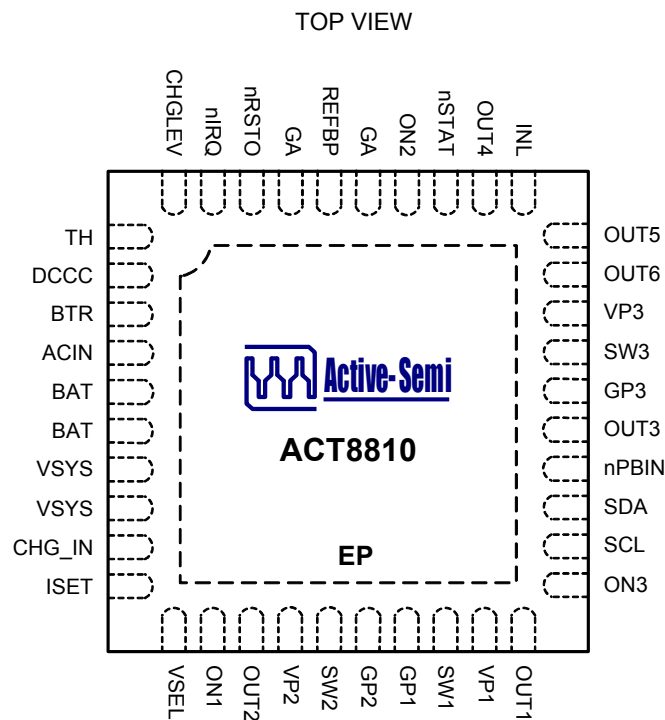 TOP VIEW
CHGLEV
nIRQ
nRSTO
GA
REFBP
GA
ON2
nSTAT
OUT4
INL
TH
DCCC
BTR
ACIN
BAT
BAT
VSYS
VSYS
CHG_IN
ISET
Active-Semi
ACT8810
EP
OUT5
OUT6
VP3
SW3
GP3
OUT3
nPBIN
SDA
SCL
ON3
VSEL
ON1
OUT2
VP2
SW2
GP2
GP1
SW1
VP1
OUT1